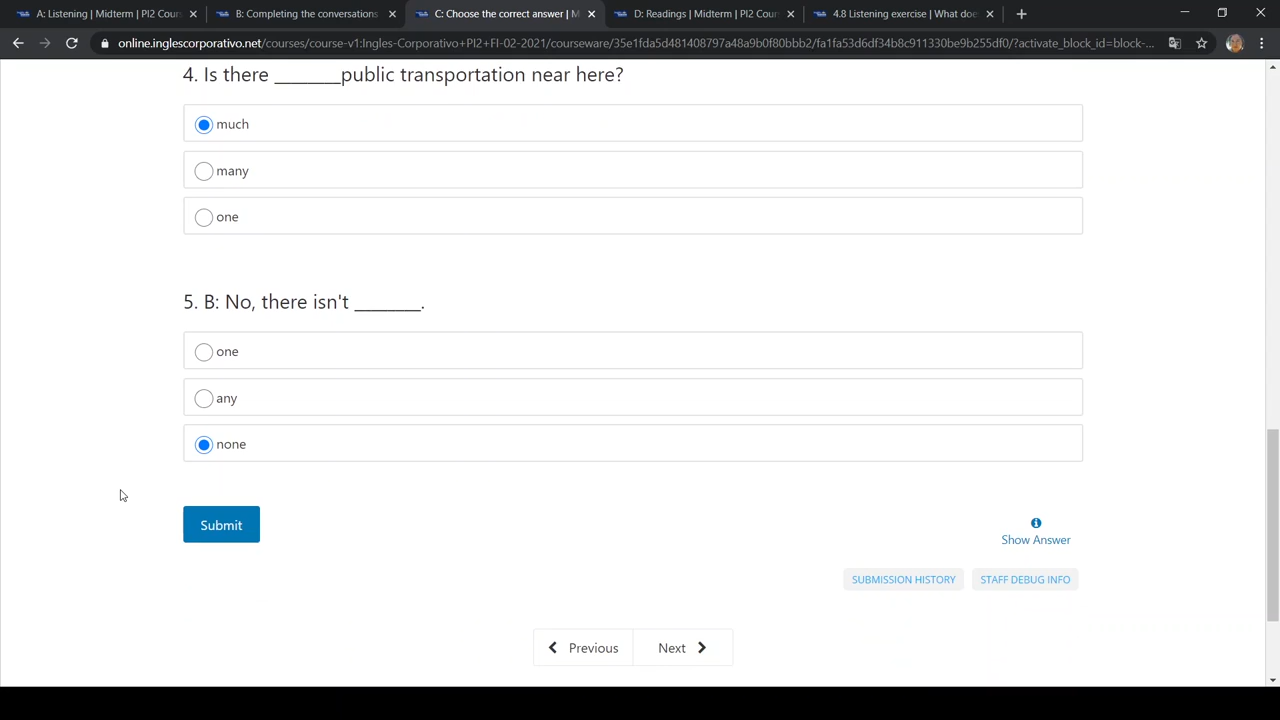 A: Listening | Midterm | PI2 Cour
B: Completing the conversations
C: Choose the correct answer | M
D: Readings | Midterm | PI2 Cour
4.8 Listening exercise | What doe
online.inglescorporativo.net/courses/course-v1:Ingles-Corporativo+PI2+FI-02-2021/courseware/35e1fda5d481408797a48a9b0f80bbb2/fa1fa53d6df34b8c911330be9b255df0/?activate_block_id=block-...
4. Is there ________public transportation near here?
much
many
one
5. B: No, there isn't ________.
one
any
none
Submit
Show Answer
SUBMISSION HISTORY
STAFF DEBUG INFO
Previous
Next